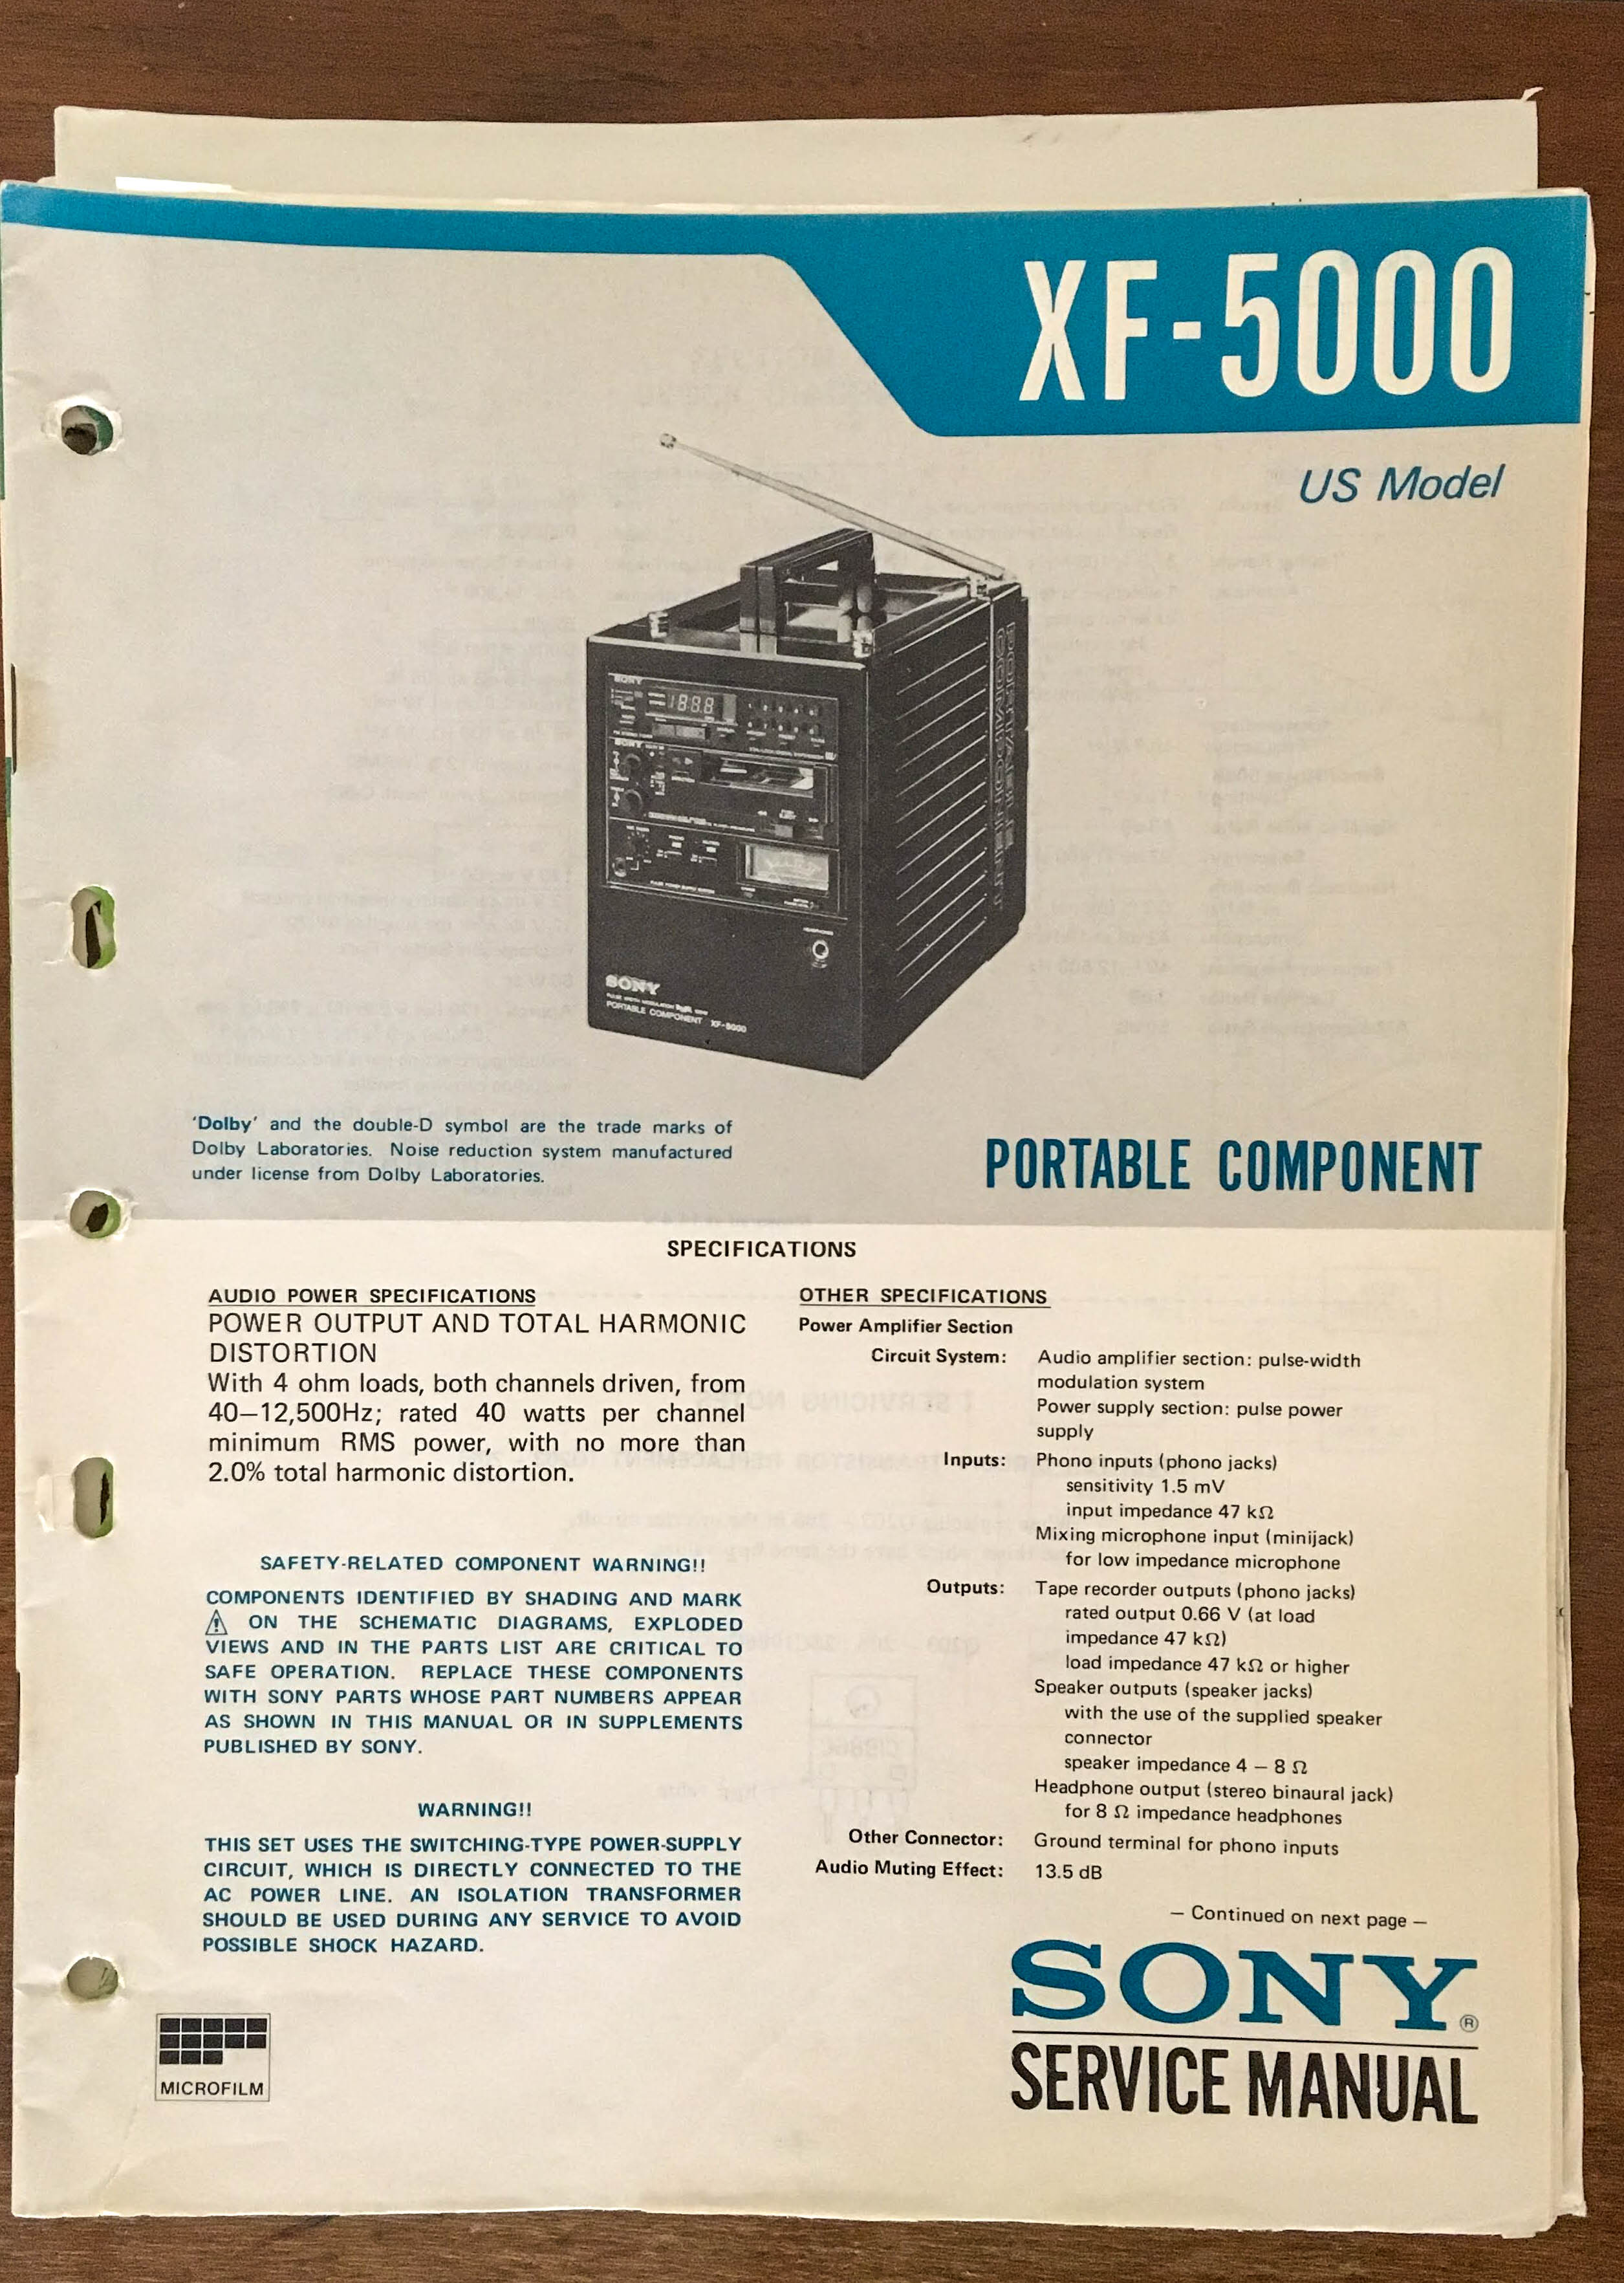 XF-5000
US Model
SONY
1888
SONY
HEADPHONES
SONY
PORTABLE COMPONENT XF-5000
PORTABLE
COMPONENT
'Dolby' and the double-D symbol are the trade marks of
Dolby Laboratories. Noise reduction system manufactured
under license from Dolby Laboratories.
PORTABLE COMPONENT
SPECIFICATIONS
AUDIO POWER SPECIFICATIONS
POWER OUTPUT AND TOTAL HARMONIC
DISTORTION
With 4 ohm loads, both channels driven, from
40—12,500Hz; rated 40 watts per channel
minimum RMS power, with no more than
2.0% total harmonic distortion.
SAFETY-RELATED COMPONENT WARNING!!
COMPONENTS IDENTIFIED BY SHADING AND MARK
⚠ ON THE SCHEMATIC DIAGRAMS, EXPLODED
VIEWS AND IN THE PARTS LIST ARE CRITICAL TO
SAFE OPERATION. REPLACE THESE COMPONENTS
WITH SONY PARTS WHOSE PART NUMBERS APPEAR
AS SHOWN IN THIS MANUAL OR IN SUPPLEMENTS
PUBLISHED BY SONY.
WARNING!!
THIS SET USES THE SWITCHING-TYPE POWER-SUPPLY
CIRCUIT, WHICH IS DIRECTLY CONNECTED TO THE
AC POWER LINE. AN ISOLATION TRANSFORMER
SHOULD BE USED DURING ANY SERVICE TO AVOID
POSSIBLE SHOCK HAZARD.
MICROFILM
OTHER SPECIFICATIONS
Power Amplifier Section
Circuit System: Audio amplifier section: pulse-width
modulation system
Power supply section: pulse power
supply
Inputs: Phono inputs (phono jacks)
sensitivity 1.5 mV
input impedance 47 kΩ
Mixing microphone input (minijack)
for low impedance microphone
Outputs: Tape recorder outputs (phono jacks)
rated output 0.66 V (at load
impedance 47 kΩ)
load impedance 47 kΩ or higher
Speaker outputs (speaker jacks)
with the use of the supplied speaker
connector
speaker impedance 4 — 8 Ω
Headphone output (stereo binaural jack)
for 8 Ω impedance headphones
Other Connector: Ground terminal for phono inputs
Audio Muting Effect: 13.5 dB
— Continued on next page —
SONY®
SERVICE MANUAL